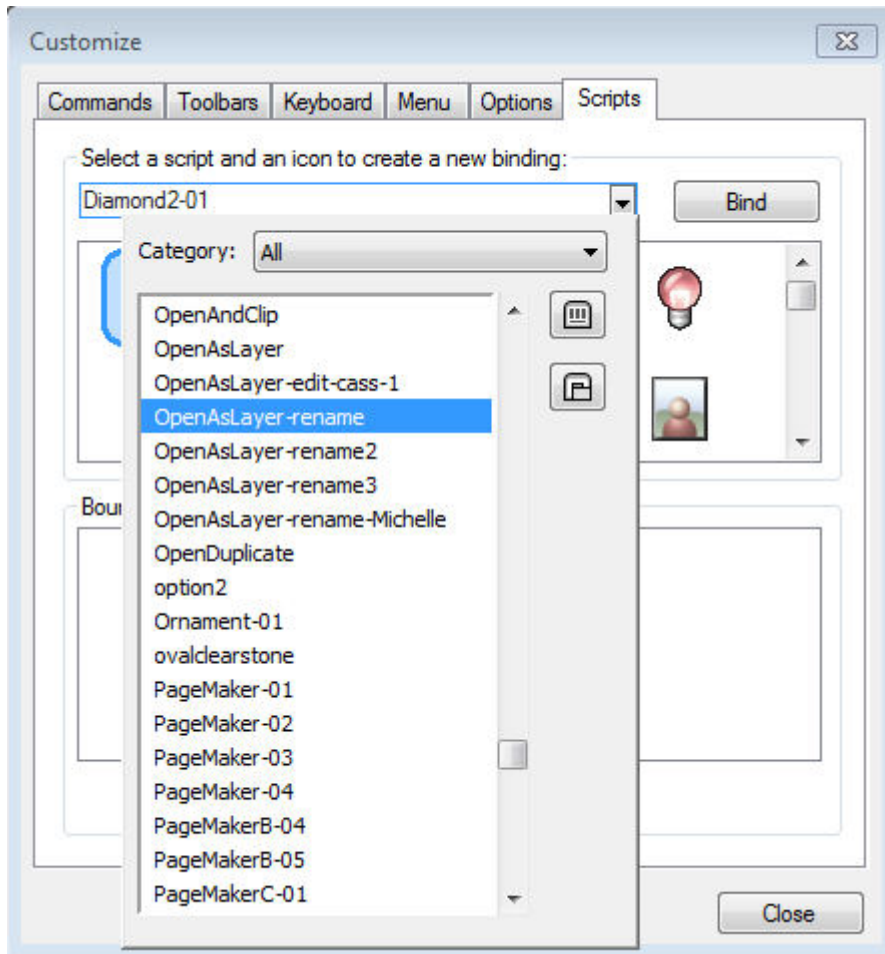 Customize
Commands Toolbars Keyboard Menu Options Scripts
Select a script and an icon to create a new binding:
Diamond2-01 Bind
Category: All
OpenAndClip
OpenAsLayer
OpenAsLayer-edit-cass-1
OpenAsLayer-rename
OpenAsLayer-rename2
OpenAsLayer-rename3
Bou
OpenAsLayer-rename-Michelle
OpenDuplicate
option2
Ornament-01
ovalclearstone
PageMaker-01
PageMaker-02
PageMaker-03
PageMaker-04
PageMakerB-04
PageMakerB-05
PageMakerC-01
Close